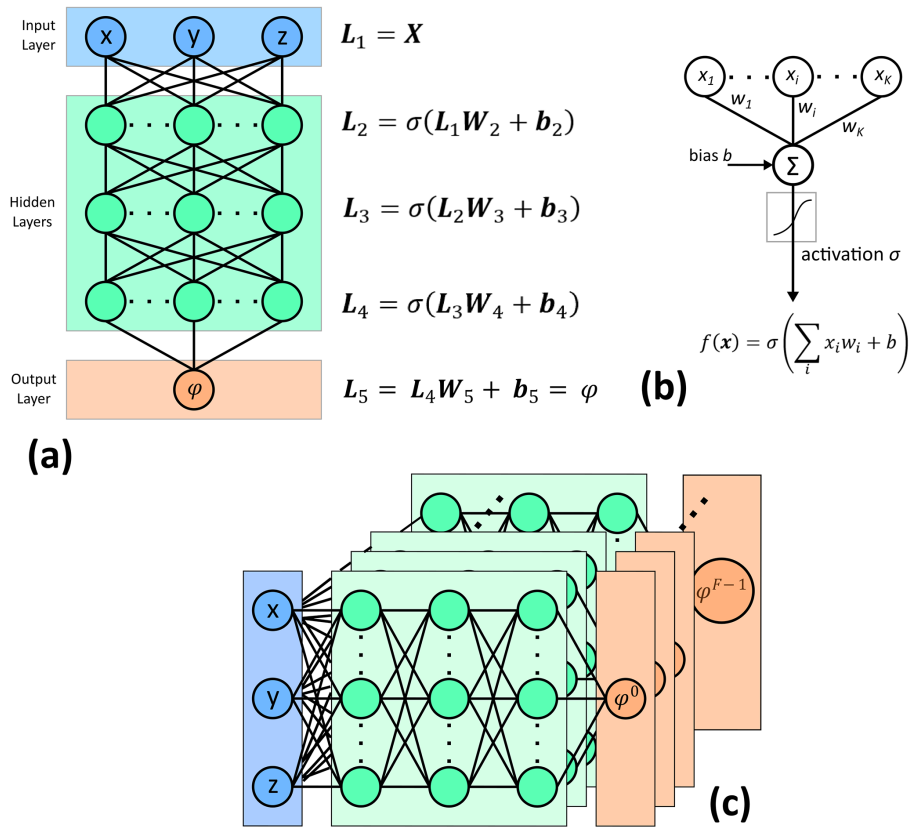 Input
Layer
x y z
𝑳₁ = 𝑿
𝑳₂ = σ(𝑳₁𝑾₂ + 𝒃₂)
Hidden
Layers
𝑳₃ = σ(𝑳₂𝑾₃ + 𝒃₃)
𝑳₄ = σ(𝑳₃𝑾₄ + 𝒃₄)
Output
Layer
φ
𝑳₅ = 𝑳₄𝑾₅ + 𝒃₅ = φ
(a)
x₁ xᵢ x_K
w₁ wᵢ w_K
bias b
Σ
activation σ
f(𝒙) = σ(∑ᵢ xᵢwᵢ + b)
(b)
x
y
z
φ⁰
φ^{F−1}
(c)